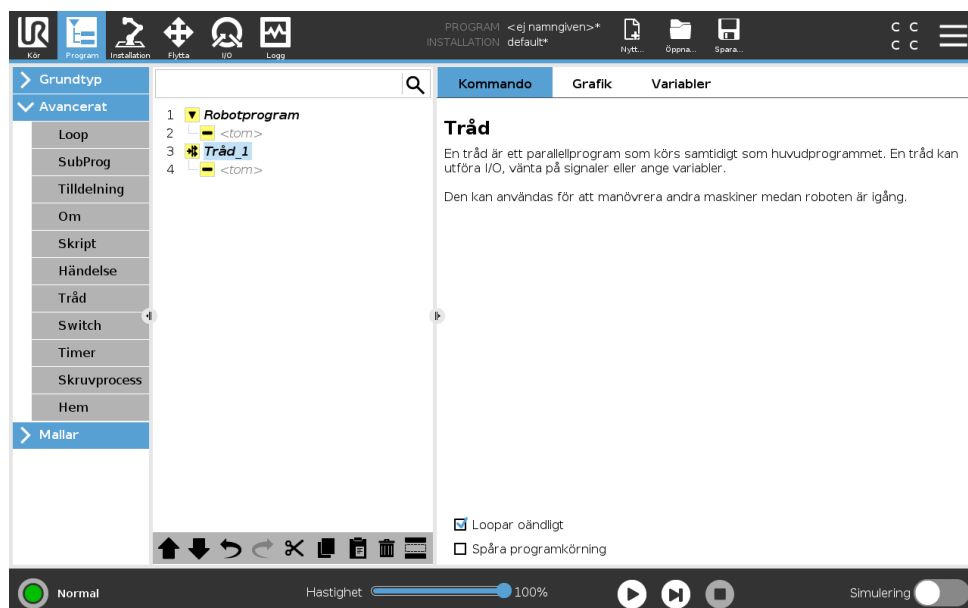 UR
PROGRAM <ej namngiven>*
INSTALLATION default*
Kör Program Installation Flytta I/O Logg Nytt... Öppna... Spara...
C C
C C
Grundtyp
Avancerat
Loop
SubProg
Tilldelning
Om
Skript
Händelse
Tråd
Switch
Timer
Skruvprocess
Hem
Mallar
1 Robotprogram
2 <tom>
3 Tråd_1
4 <tom>
Kommando Grafik Variabler
Tråd
En tråd är ett parallellprogram som körs samtidigt som huvudprogrammet. En tråd kan
utföra I/O, vänta på signaler eller ange variabler.
Den kan användas för att manövrera andra maskiner medan roboten är igång.
Loopar oändligt
Spåra programkörning
Normal
Hastighet 100%
Simulering